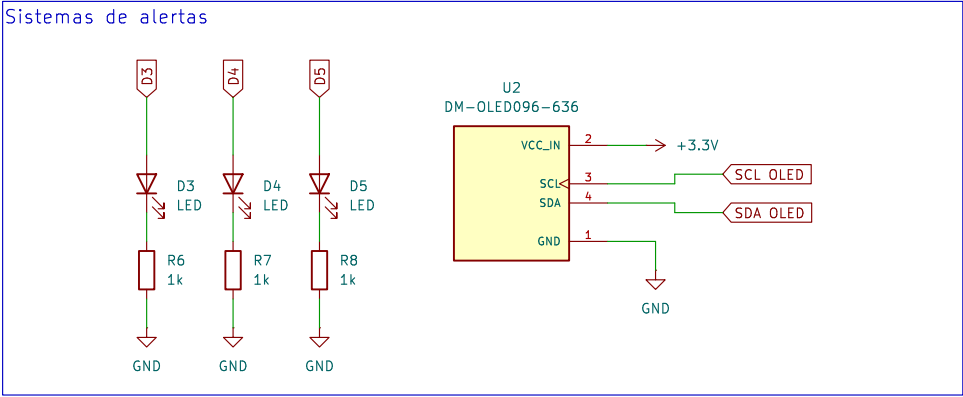 Sistemas de alertas
D3
D4
D5
U2
DM-OLED096-636
VCC_IN
2
+3.3V
SCL
3
SCL OLED
SDA
4
SDA OLED
GND
1
GND
D3
LED
D4
LED
D5
LED
R6
1k
R7
1k
R8
1k
GND
GND
GND